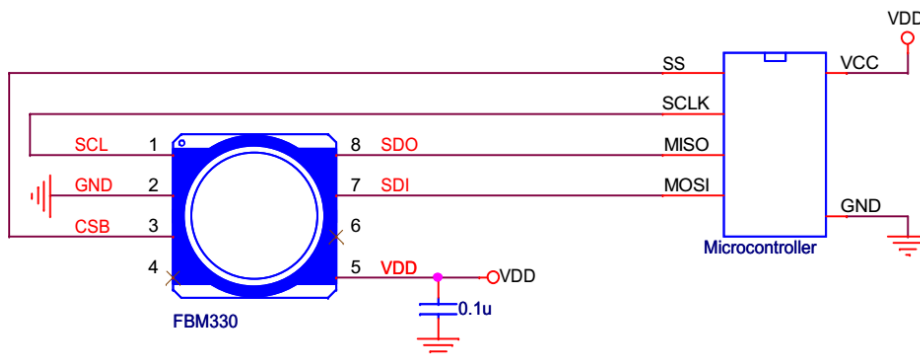 VDD
SS VCC
SCLK
SCL 1 8 SDO MISO
GND 2 7 SDI MOSI
CSB 3 6 GND
4 5 VDD VDD
Microcontroller
0.1u
FBM330